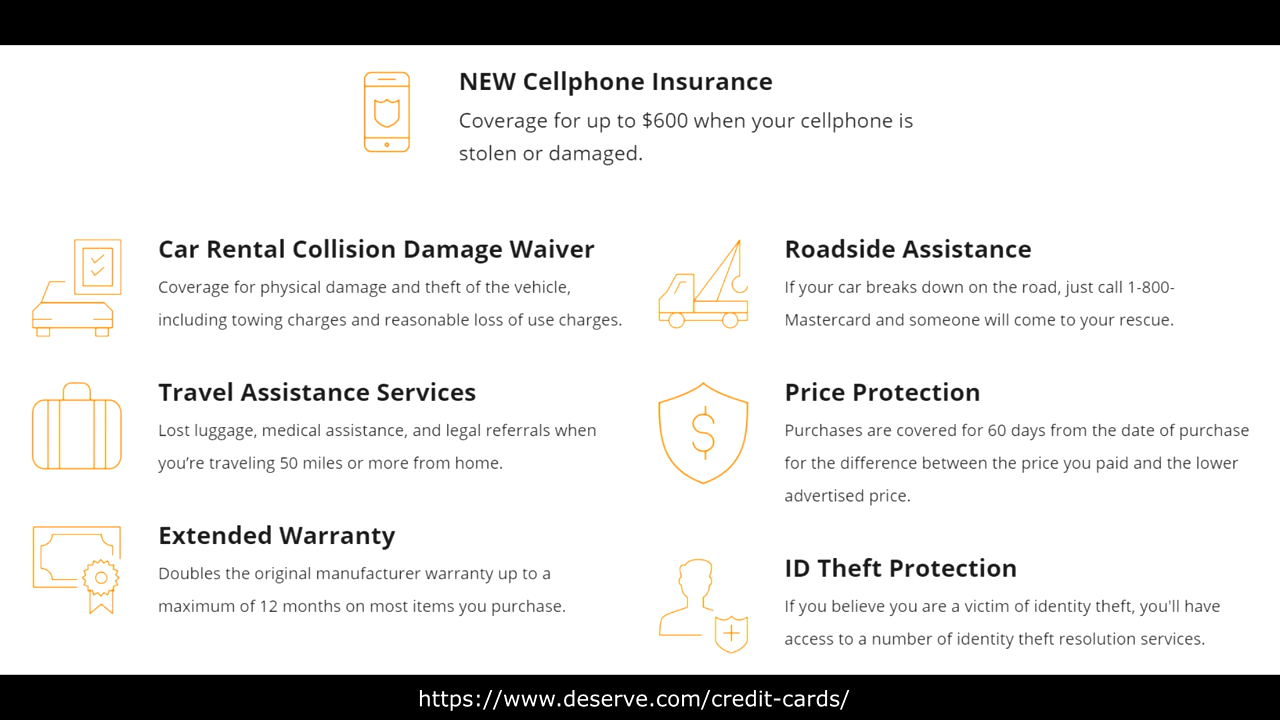 NEW Cellphone Insurance
Coverage for up to $600 when your cellphone is
stolen or damaged.
Car Rental Collision Damage Waiver
Coverage for physical damage and theft of the vehicle,
including towing charges and reasonable loss of use charges.
Roadside Assistance
If your car breaks down on the road, just call 1-800-
Mastercard and someone will come to your rescue.
Travel Assistance Services
Lost luggage, medical assistance, and legal referrals when
you’re traveling 50 miles or more from home.
Price Protection
Purchases are covered for 60 days from the date of purchase
for the difference between the price you paid and the lower
advertised price.
Extended Warranty
Doubles the original manufacturer warranty up to a
maximum of 12 months on most items you purchase.
ID Theft Protection
If you believe you are a victim of identity theft, you'll have
access to a number of identity theft resolution services.
https://www.deserve.com/credit-cards/